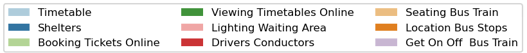 Timetable
Shelters
Booking Tickets Online
Viewing Timetables Online
Lighting Waiting Area
Drivers Conductors
Seating Bus Train
Location Bus Stops
Get On Off  Bus Train